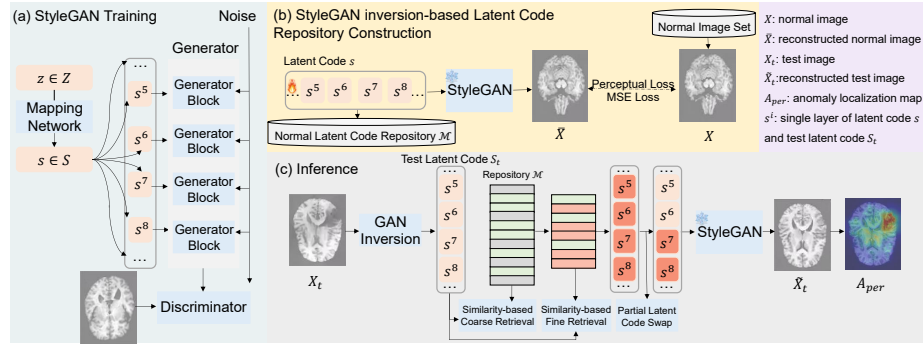 (a) StyleGAN Training
Noise
Generator
z ∈ Z
Mapping
Network
s ∈ S
...
s⁵
Generator
Block
s⁶
Generator
Block
s⁷
Generator
Block
s⁸
Generator
Block
...
Discriminator
(b) StyleGAN inversion-based Latent Code
Repository Construction
Normal Image Set
Latent Code s
... s⁵ s⁶ s⁷ s⁸ ...
StyleGAN
Perceptual Loss
MSE Loss
Normal Latent Code Repository ℳ
X̄
X
X: normal image
X̄: reconstructed normal image
Xₜ: test image
X̃ₜ:reconstructed test image
A_per: anomaly localization map
sⁱ: single layer of latent code s
and test latent code Sₜ
(c) Inference
Test Latent Code Sₜ
Repository ℳ
GAN
Inversion
...
s⁵
s⁶
s⁷
s⁸
...
...
s⁵
s⁶
s⁷
s⁸
...
...
s⁵
s⁶
s⁷
s⁸
...
StyleGAN
Xₜ
X̃ₜ
A_per
Similarity-based
Coarse Retrieval
Similarity-based
Fine Retrieval
Partial Latent
Code Swap